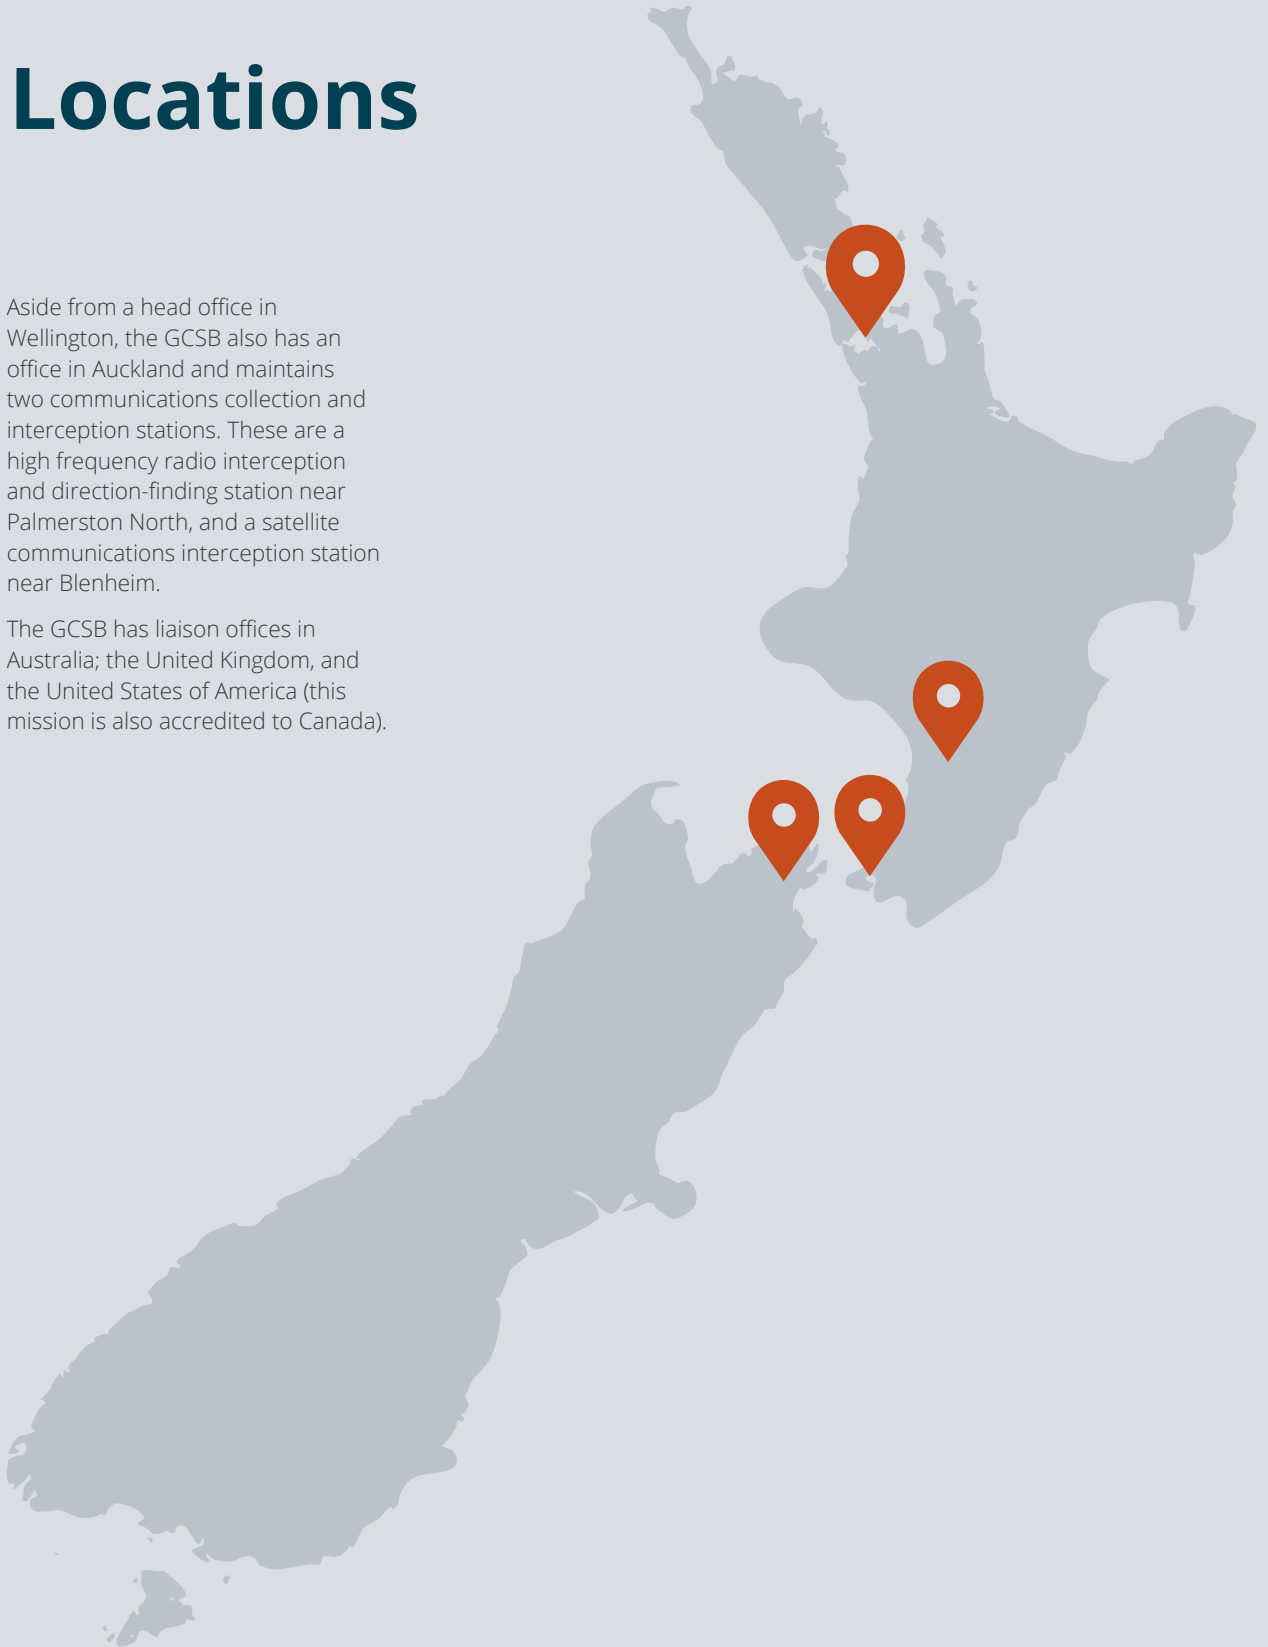 Locations
Aside from a head office in
Wellington, the GCSB also has an
office in Auckland and maintains
two communications collection and
interception stations. These are a
high frequency radio interception
and direction-finding station near
Palmerston North, and a satellite
communications interception station
near Blenheim.
The GCSB has liaison offices in
Australia; the United Kingdom, and
the United States of America (this
mission is also accredited to Canada).